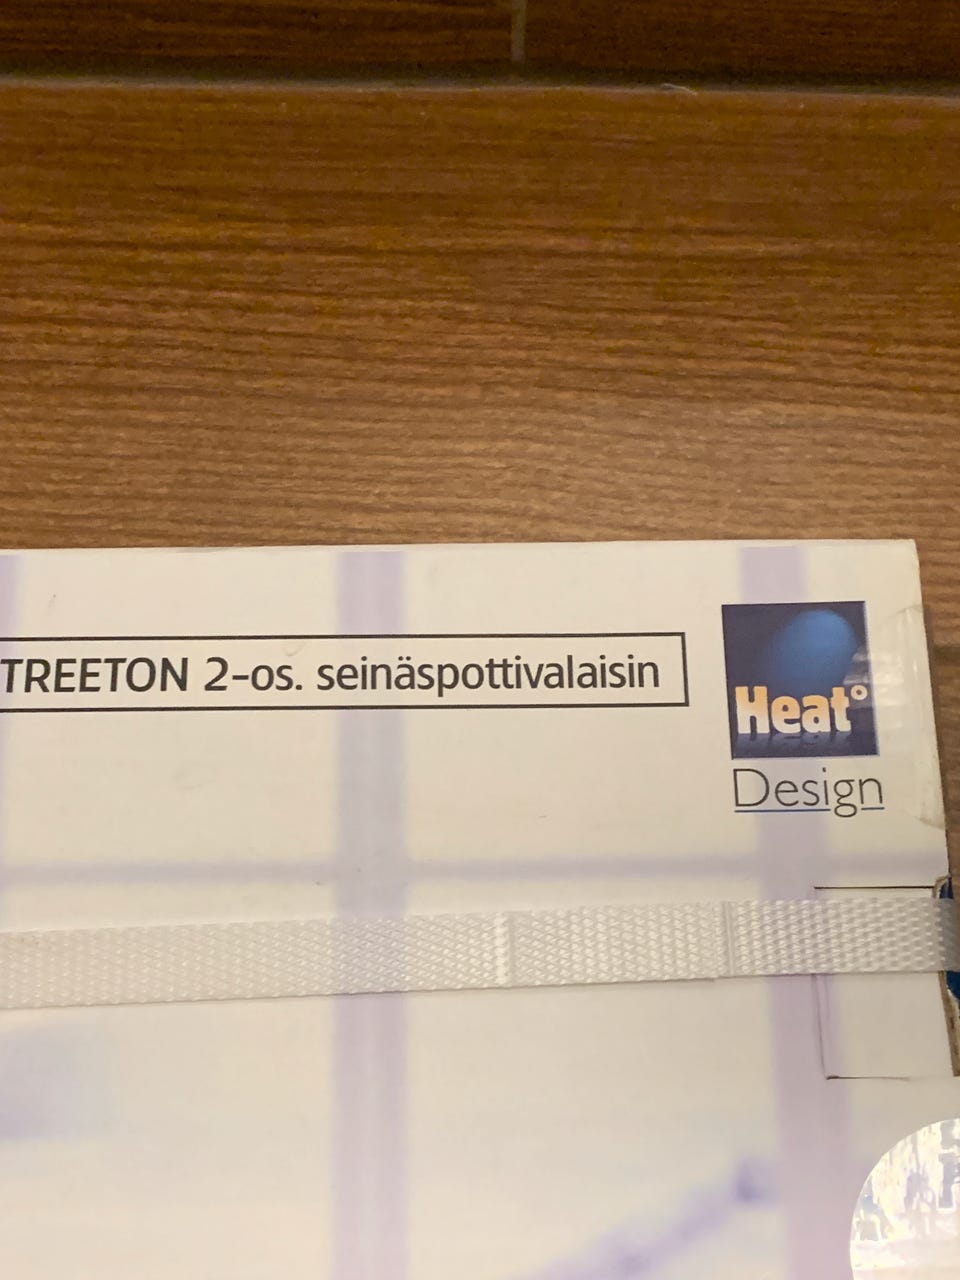 TREETON 2-os. seinäspottivalaisin
Heat°
Design